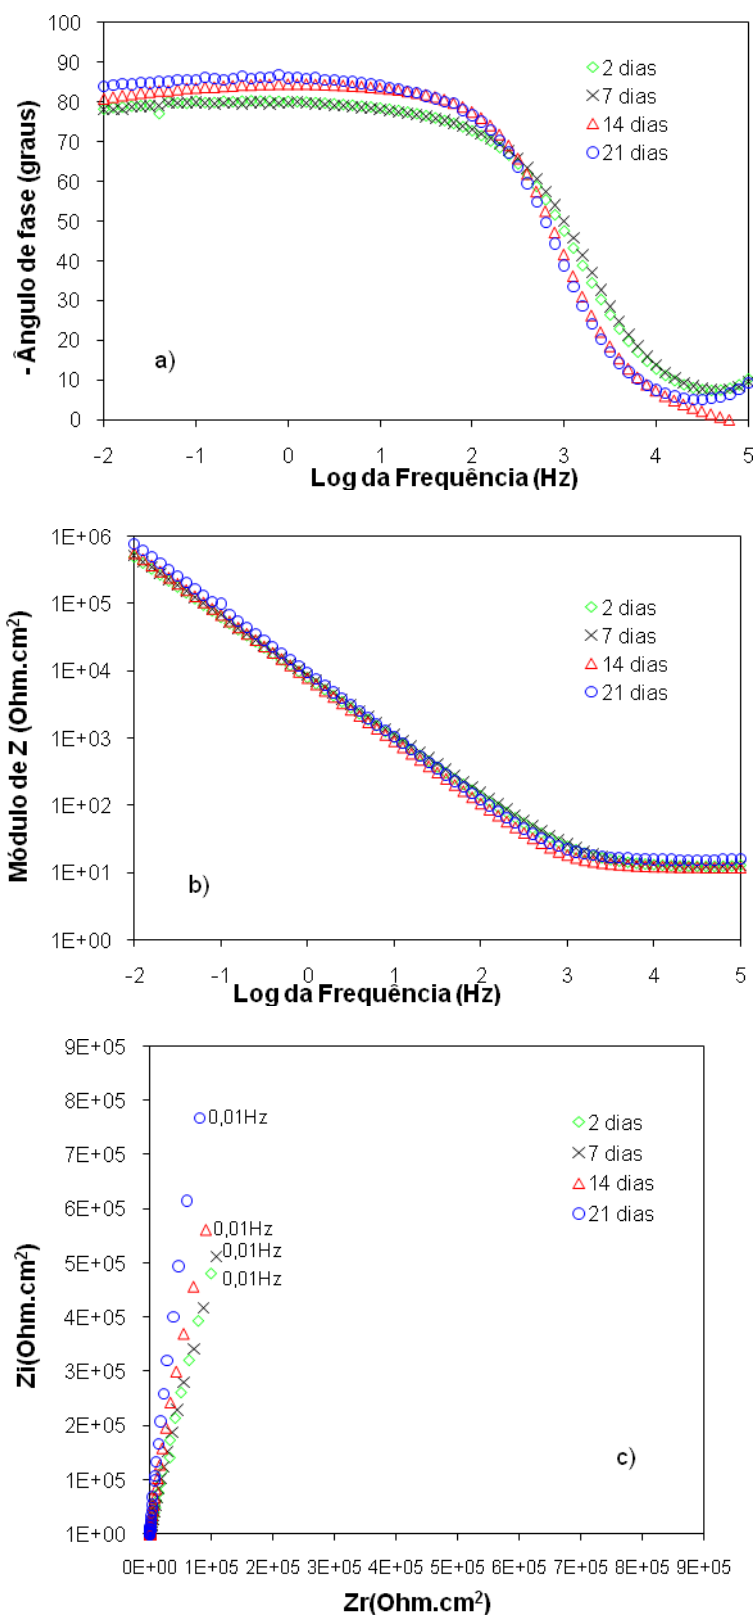 100
90
80
70
60
50
40
30
20
10
0
-Ângulo de fase (graus)
2 dias
7 dias
14 dias
21 dias
a)
-2 -1 0 1 2 3 4 5
Log da Frequência (Hz)
1E+06
1E+05
1E+04
1E+03
1E+02
1E+01
1E+00
Módulo de Z (Ohm.cm²)
2 dias
7 dias
14 dias
21 dias
b)
-2 -1 0 1 2 3 4 5
Log da Frequência (Hz)
9E+05
8E+05
7E+05
6E+05
5E+05
4E+05
3E+05
2E+05
1E+05
1E+00
Zi(Ohm.cm²)
0,01Hz
0,01Hz
0,01Hz
0,01Hz
2 dias
7 dias
14 dias
21 dias
c)
0E+00 1E+05 2E+05 3E+05 4E+05 5E+05 6E+05 7E+05 8E+05 9E+05
Zr(Ohm.cm²)